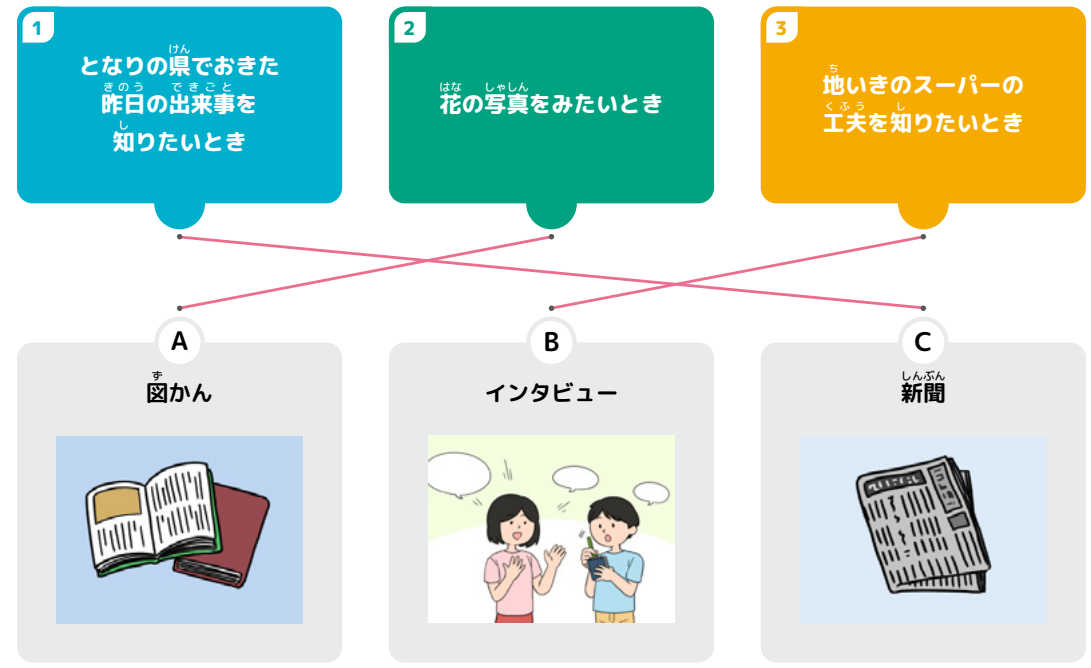 1
となりの県でおきた
昨日の出来事を
知りたいとき
2
花の写真をみたいとき
3
地いきのスーパーの
工夫を知りたいとき
A
図かん
B
インタビュー
C
新聞